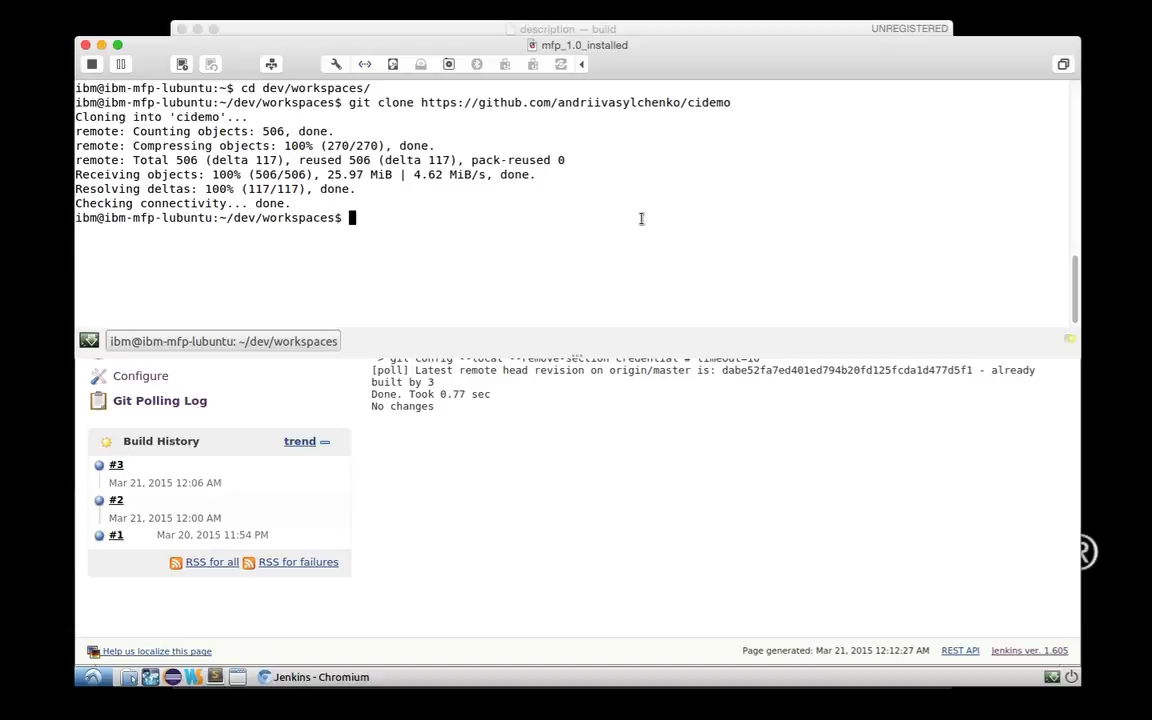 description — build
UNREGISTERED
mfp_1.0_installed
ibm@ibm-mfp-lubuntu:~$ cd dev/workspaces/
ibm@ibm-mfp-lubuntu:~/dev/workspaces$ git clone https://github.com/andriivasylchenko/cidemo
Cloning into 'cidemo'...
remote: Counting objects: 506, done.
remote: Compressing objects: 100% (270/270), done.
remote: Total 506 (delta 117), reused 506 (delta 117), pack-reused 0
Receiving objects: 100% (506/506), 25.97 MiB | 4.62 MiB/s, done.
Resolving deltas: 100% (117/117), done.
Checking connectivity... done.
ibm@ibm-mfp-lubuntu:~/dev/workspaces$
ibm@ibm-mfp-lubuntu: ~/dev/workspaces
> git config --local --remove-section credential # timeout=10
Configure
[poll] Latest remote head revision on origin/master is: dabe52fa7ed401ed794b20fd125fcda1d477d5f1 - already
built by 3
Git Polling Log
Done. Took 0.77 sec
No changes
Build History
trend
#3
Mar 21, 2015 12:06 AM
#2
Mar 21, 2015 12:00 AM
#1 Mar 20, 2015 11:54 PM
RSS for all RSS for failures
®
Help us localize this page
Page generated: Mar 21, 2015 12:12:27 AM REST API Jenkins ver. 1.605
Jenkins - Chromium